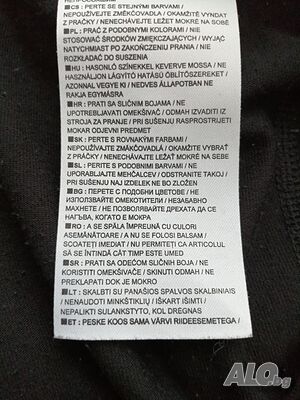 ■ CS : PERTE SE STEJNÝMI BARVAMI /
NEPOUŽÍVEJTE ZMĚKČOVADLA / OKAMŽITĚ VYNDAT
Z PRAČKY / NENECHÁVEJTE LEŽET MOKRÉ NA SOBĚ
■ PL : PRAĆ Z PODOBNYMI KOLORAMI / NIE
STOSOWAĆ ŚRODKÓW ZMIĘKCZAJĄCYCH / WYJĄĆ
NATYCHMIAST PO ZAKOŃCZENIU PRANIA / NIE
ROZKŁADAĆ DO SUSZENIA
■ HU : HASONLÓ SZÍNEKKEL KEVERVE MOSSA / NE
HASZNÁLJON LÁGYÍTÓ HATÁSÚ ÖBLÍTŐSZEREKET /
AZONNAL VEGYE KI / NEDVES ÁLLAPOTBAN NE
RAKJA EGYMÁSRA
■ HR : PRATI SA SLIČNIM BOJAMA / NE
UPOTREBLJAVATI OMEKŠIVAČ / ODMAH IZVADITI IZ
STROJA ZA PRANJE / PRI SUŠENJU RASPROSTRIJETI
MOKAR ODJEVNI PREDMET
■ SK : PERTE S ROVNAKÝMI FARBAMI /
NEPOUŽÍVAJTE ZMÄKČOVADLÁ / OKAMŽITE VYBRAŤ
Z PRÁČKY / NENECHÁVAJTE LEŽAŤ MOKRÉ NA SEBE
■ SL : PERITE S PODOBNIMI BARVAMI / NE
UPORABLJAJTE MEHČALCEV / ODSTRANITE TAKOJ /
PRI SUŠENJU NAJ IZDELEK NE BO ZLOŽEN
■ BG : ПЕРЕТЕ С ПОДОБНИ ЦВЕТОВЕ / НЕ
ИЗПОЛЗВАЙТЕ ОМЕКОТИТЕЛИ / НЕЗАБАВНО
МАХНЕТЕ / НЕ ПОЗВОЛЯВАЙТЕ ДРЕХАТА ДА СЕ
НАГЪВА, КОГАТО Е МОКРА
■ RO : A SE SPĂLA ÎMPREUNĂ CU CULORI
ASEMĂNĂTOARE / A NU SE FOLOSI BALSAM /
SCOATEȚI IMEDIAT / NU PERMITEȚI CA ARTICOLUL
SĂ SE ÎNTINDĂ CÂT TIMP ESTE UMED
■ SR : PRATI SA ODEĆOM SLIČNIH BOJA / NE
KORISTITI OMEKŠIVAČE / SKINUTI ODMAH / NE
PREKLAPATI DOK JE MOKRO
■ LT : SKALBTI SU PANAŠIOS SPALVOS SKALBINIAIS
/ NENAUDOTI MINKŠTIKLIŲ / IŠKART IŠIMTI /
NEPALIKTI SULANKSTYTO, KOL DRĖGNAS
■ ET : PESKE KOOS SAMA VÄRVI RIIDEESEMETEGA /
ALO.bg